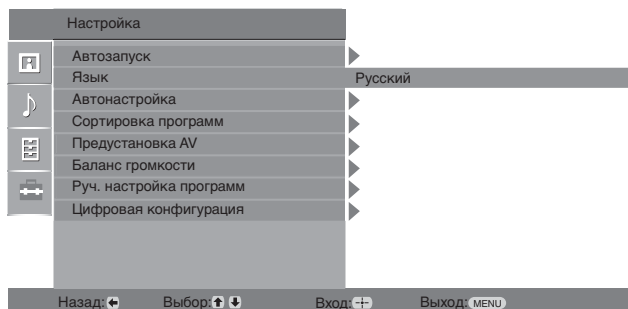 Настройка
Автозапуск
Язык Русский
Автонастройка
Сортировка программ
Предустановка AV
Баланс громкости
Руч. настройка программ
Цифровая конфигурация
Назад: Выбор: Вход: Выход: MENU